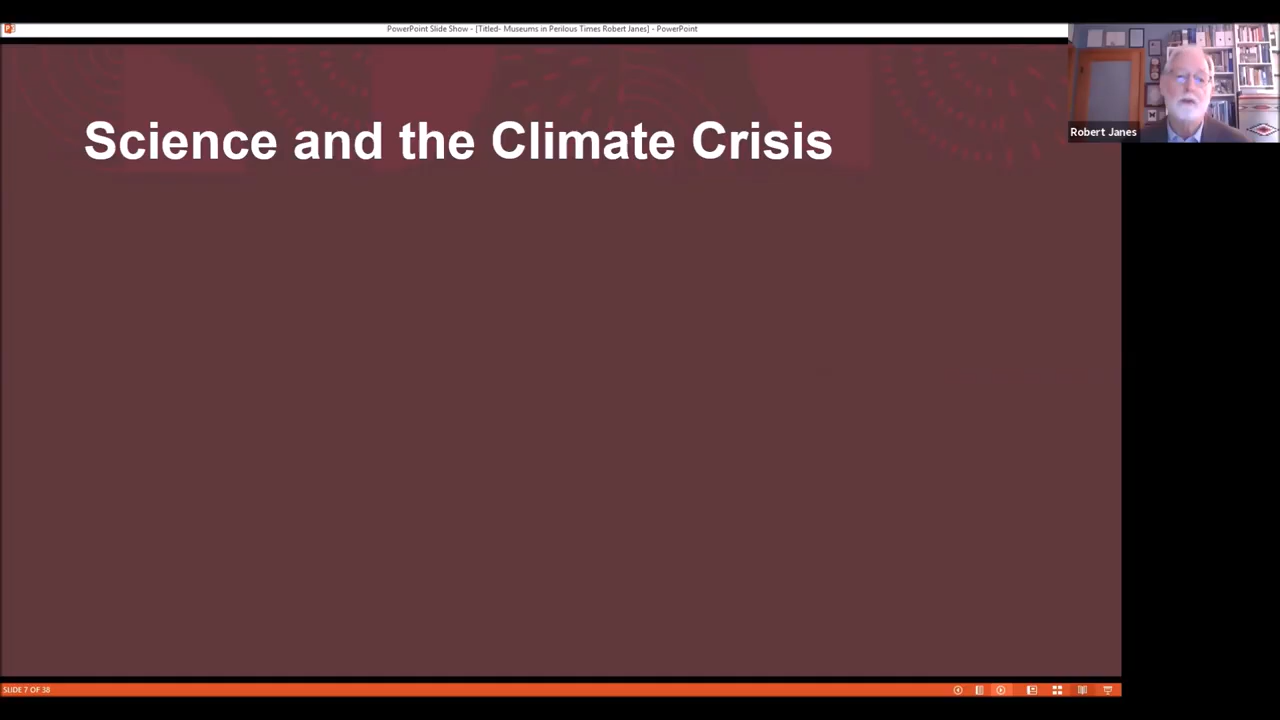 PowerPoint Slide Show - [Titled- Museums in Perilous Times Robert Janes] - PowerPoint
Science and the Climate Crisis
Robert Janes
SLIDE 7 OF 38